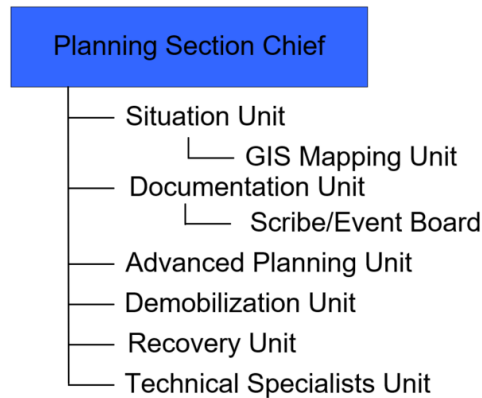 Planning Section Chief
Situation Unit
GIS Mapping Unit
Documentation Unit
Scribe/Event Board
Advanced Planning Unit
Demobilization Unit
Recovery Unit
Technical Specialists Unit